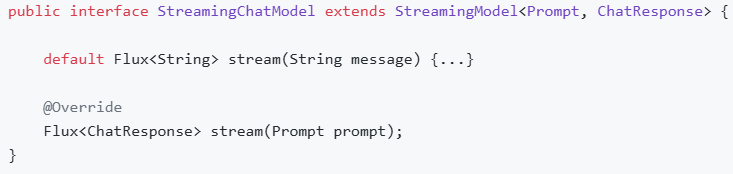 public interface StreamingChatModel extends StreamingModel<Prompt, ChatResponse> {
default Flux<String> stream(String message) {...}
@Override
Flux<ChatResponse> stream(Prompt prompt);
}